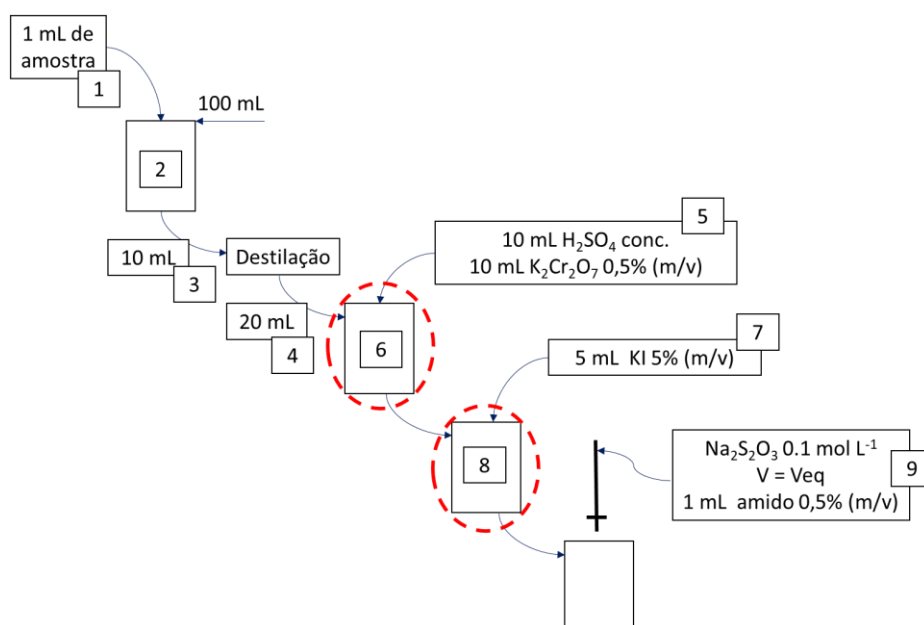 1 mL de
amostra
1
100 mL
2
10 mL
3
Destilação
20 mL
4
5
10 mL H₂SO₄ conc.
10 mL K₂Cr₂O₇ 0,5% (m/v)
6
7
5 mL KI 5% (m/v)
8
Na₂S₂O₃ 0.1 mol L⁻¹
V = Veq
1 mL amido 0,5% (m/v)
9